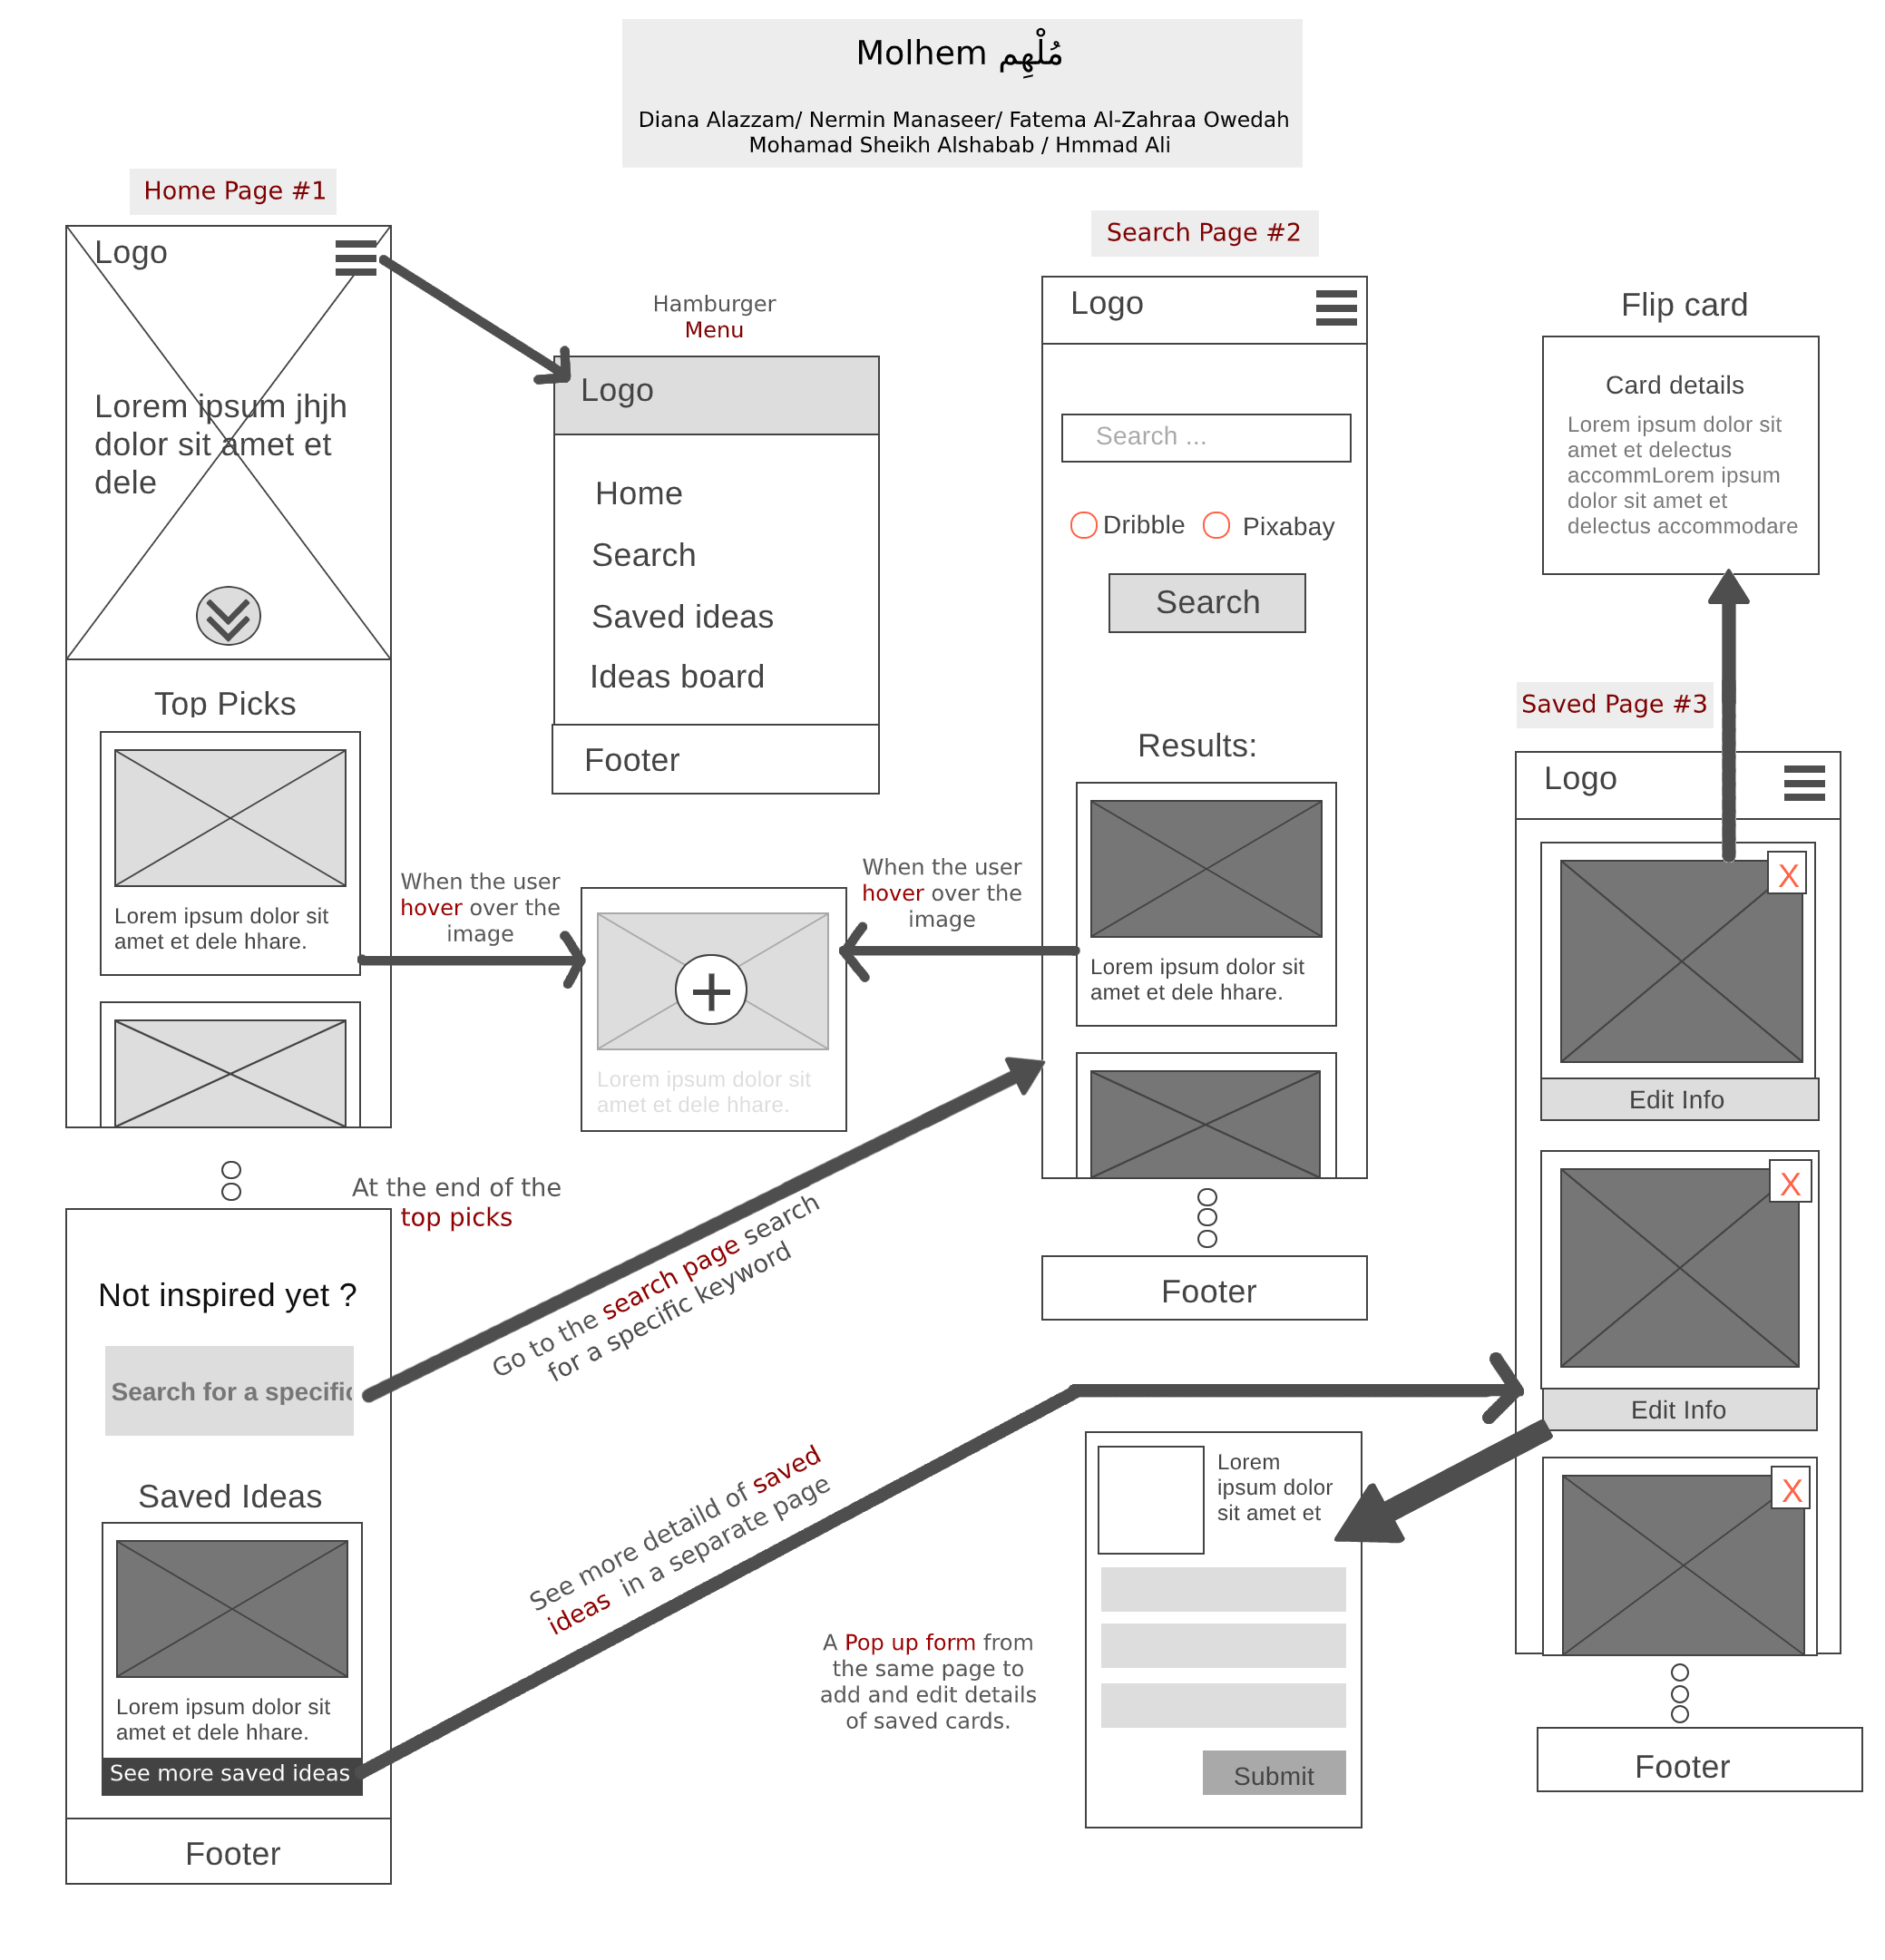 Molhem مُلْهِم
Diana Alazzam/ Nermin Manaseer/ Fatema Al-Zahraa Owedah
Mohamad Sheikh Alshabab / Hmmad Ali
Home Page #1
Logo
Lorem ipsum jhjh
dolor sit amet et
dele
Top Picks
Lorem ipsum dolor sit
amet et dele hhare.
Hamburger
Menu
Logo
Home
Search
Saved ideas
Ideas board
Footer
When the user
hover over the
image
+
Lorem ipsum dolor sit
amet et dele hhare.
When the user
hover over the
image
Search Page #2
Logo
Search ...
Dribble
Pixabay
Search
Results:
Lorem ipsum dolor sit
amet et dele hhare.
Footer
Flip card
Card details
Lorem ipsum dolor sit
amet et delectus
accommLorem ipsum
dolor sit amet et
delectus accommodare
Saved Page #3
Logo
X
Edit Info
X
Edit Info
X
Footer
At the end of the
top picks
Not inspired yet ?
Search for a specific
Go to the search page search
for a specific keyword
Saved Ideas
Lorem ipsum dolor sit
amet et dele hhare.
See more saved ideas
Footer
See more detaild of saved
ideas in a separate page
A Pop up form from
the same page to
add and edit details
of saved cards.
Lorem
ipsum dolor
sit amet et
Submit